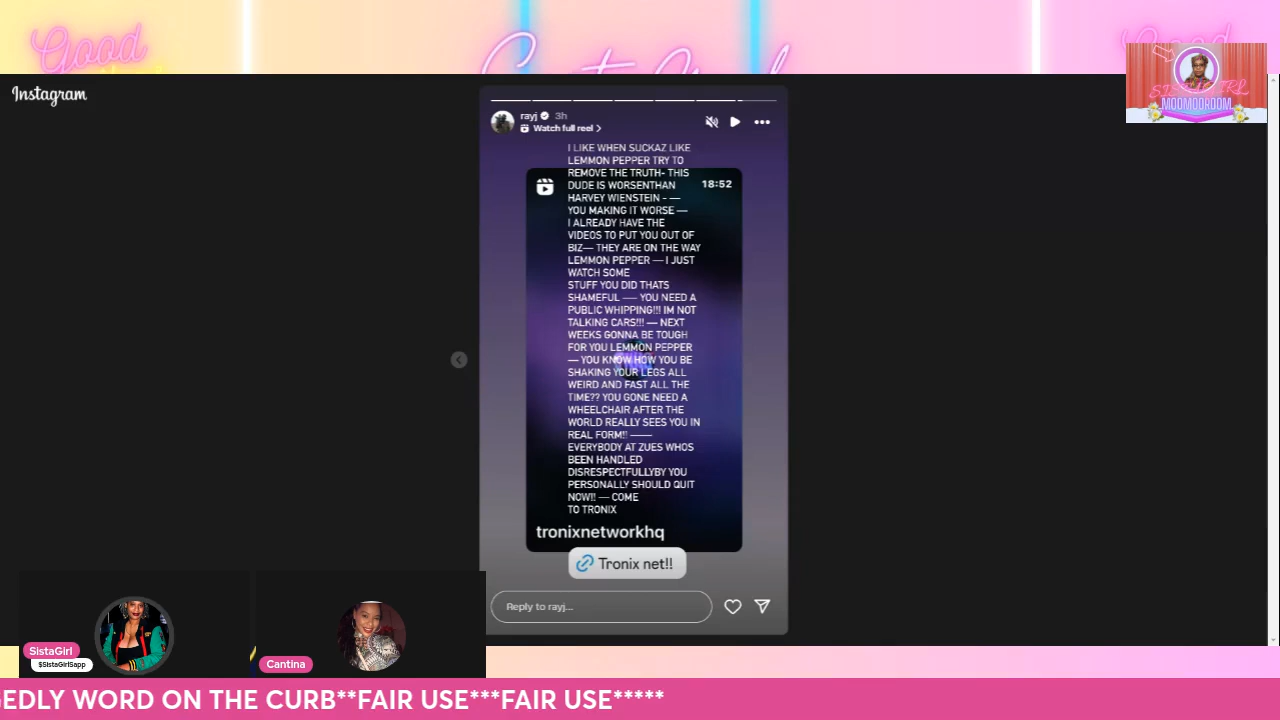 Good
Instagram
SISTAGIRL
MOOMOORDOM
rayj 3h
Watch full reel
I LIKE WHEN SUCKAZ LIKE
LEMMON PEPPER TRY TO
REMOVE THE TRUTH- THIS
DUDE IS WORSENTHAN
HARVEY WIENSTEIN - —
YOU MAKING IT WORSE —
I ALREADY HAVE THE
VIDEOS TO PUT YOU OUT OF
BIZ— THEY ARE ON THE WAY
LEMMON PEPPER — I JUST
WATCH SOME
STUFF YOU DID THATS
SHAMEFUL —– YOU NEED A
PUBLIC WHIPPING!!! IM NOT
TALKING CARS!!! — NEXT
WEEKS GONNA BE TOUGH
FOR YOU LEMMON PEPPER
— YOU KNOW HOW YOU BE
SHAKING YOUR LEGS ALL
WEIRD AND FAST ALL THE
TIME?? YOU GONE NEED A
WHEELCHAIR AFTER THE
WORLD REALLY SEES YOU IN
REAL FORM!! —–—
EVERYBODY AT ZUES WHOS
BEEN HANDLED
DISRESPECTFULLYBY YOU
PERSONALLY SHOULD QUIT
NOW!! — COME
TO TRONIX
18:52
tronixnetworkhq
Tronix net!!
Reply to rayj...
SistaGirl
$SistaGirlSapp
Cantina
GEDLY WORD ON THE CURB**FAIR USE***FAIR USE*****